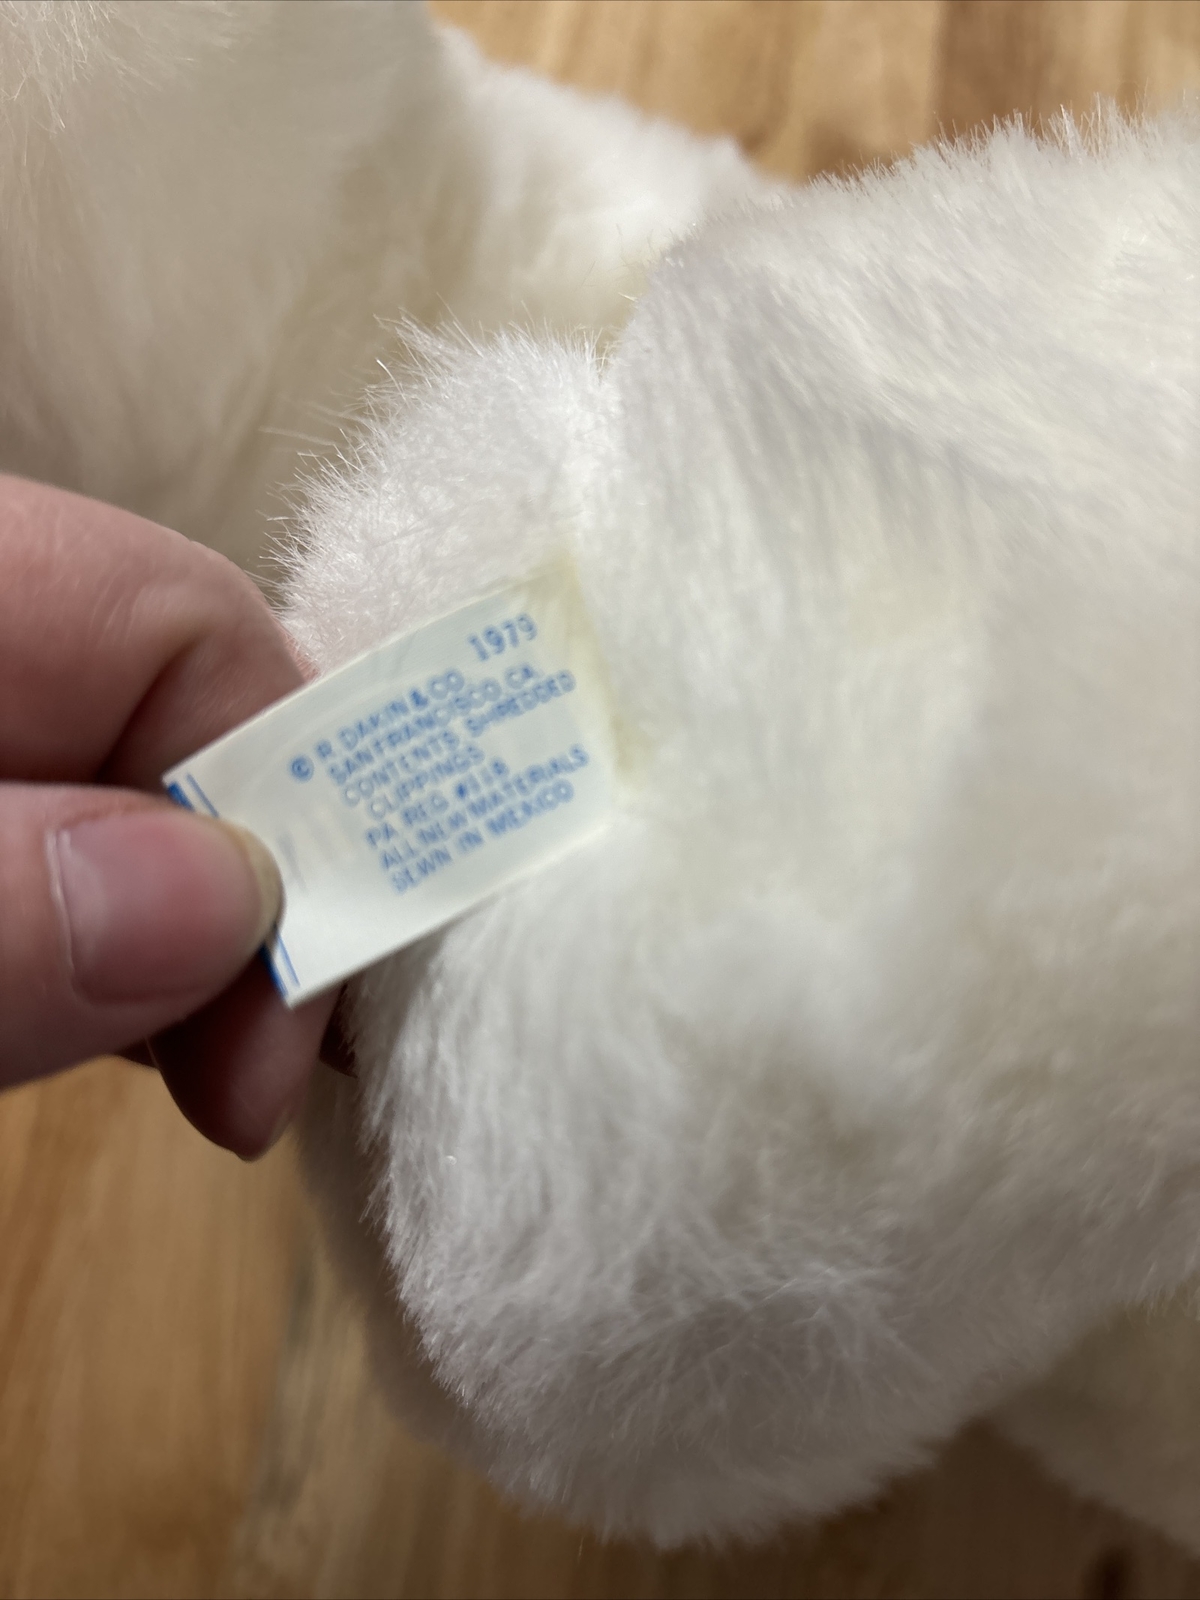 © R. DAKIN & CO. 1979
SAN FRANCISCO, CA.
CONTENTS SHREDDED
CLIPPINGS
PA. REG. #118
ALL NEW MATERIALS
SEWN IN MEXICO